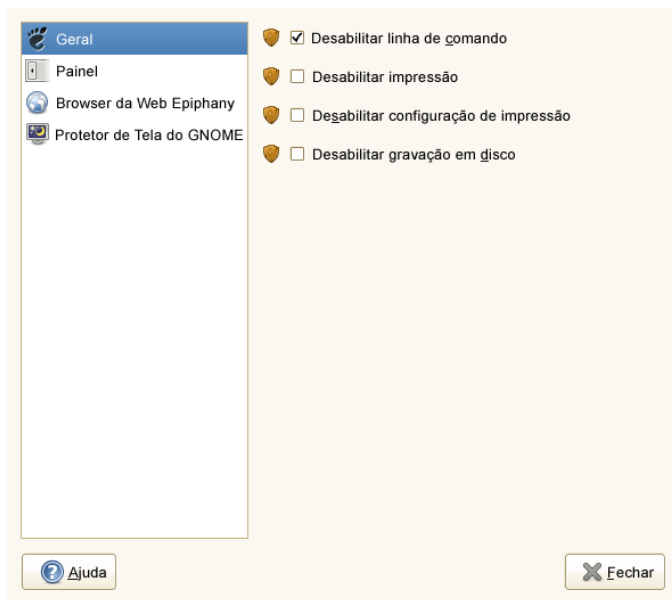 Geral
Painel
Browser da Web Epiphany
Protetor de Tela do GNOME
Desabilitar linha de comando
Desabilitar impressão
Desabilitar configuração de impressão
Desabilitar gravação em disco
Ajuda
Fechar